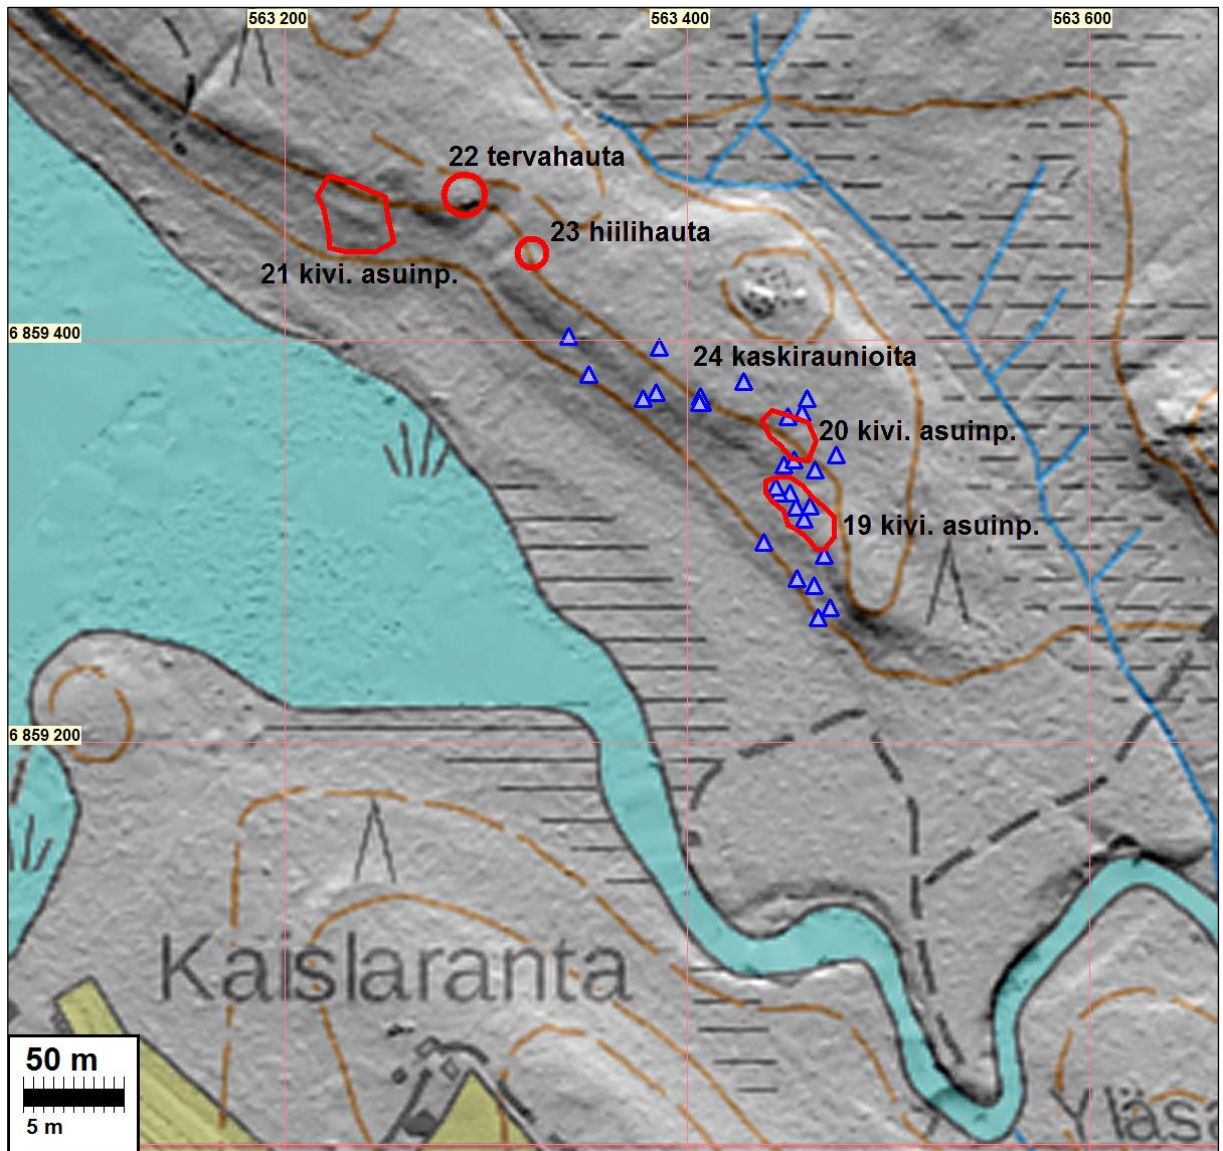 563 200
563 400
563 600
22 tervahauta
23 hiilihauta
21 kivi. asuinp.
6 859 400
24 kaskiraunioita
20 kivi. asuinp.
19 kivi. asuinp.
6 859 200
Kaislaranta
50 m
5 m
Yläsa